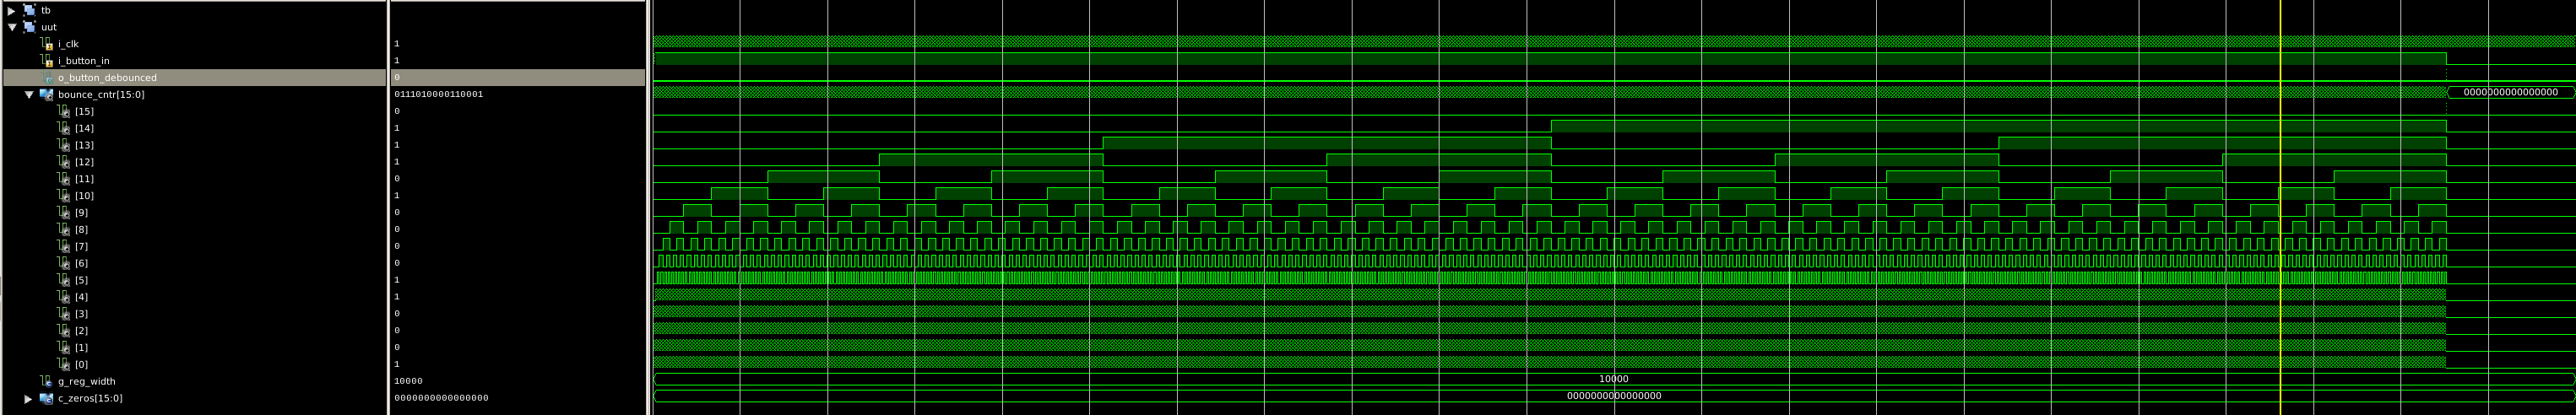 tb
uut
i_clk 1
i_button_in 1
o_button_debounced 0
bounce_cntr[15:0] 0111010000110001 0000000000000000
[15] 0
[14] 1
[13] 1
[12] 1
[11] 0
[10] 1
[9] 0
[8] 0
[7] 0
[6] 0
[5] 1
[4] 1
[3] 0
[2] 0
[1] 0
[0] 1
g_reg_width 10000 10000
c_zeros[15:0] 0000000000000000 0000000000000000